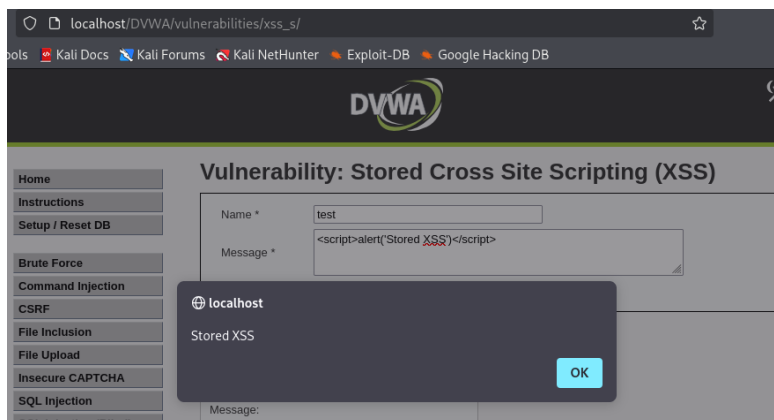 localhost/DVWA/vulnerabilities/xss_s/
Kali Docs Kali Forums Kali NetHunter Exploit-DB Google Hacking DB
DVWA
Vulnerability: Stored Cross Site Scripting (XSS)
Home
Instructions
Setup / Reset DB
Name * test
Message * <script>alert('Stored XSS')</script>
Brute Force
Command Injection
CSRF
File Inclusion
File Upload
Insecure CAPTCHA
SQL Injection
localhost
Stored XSS
OK
Message: